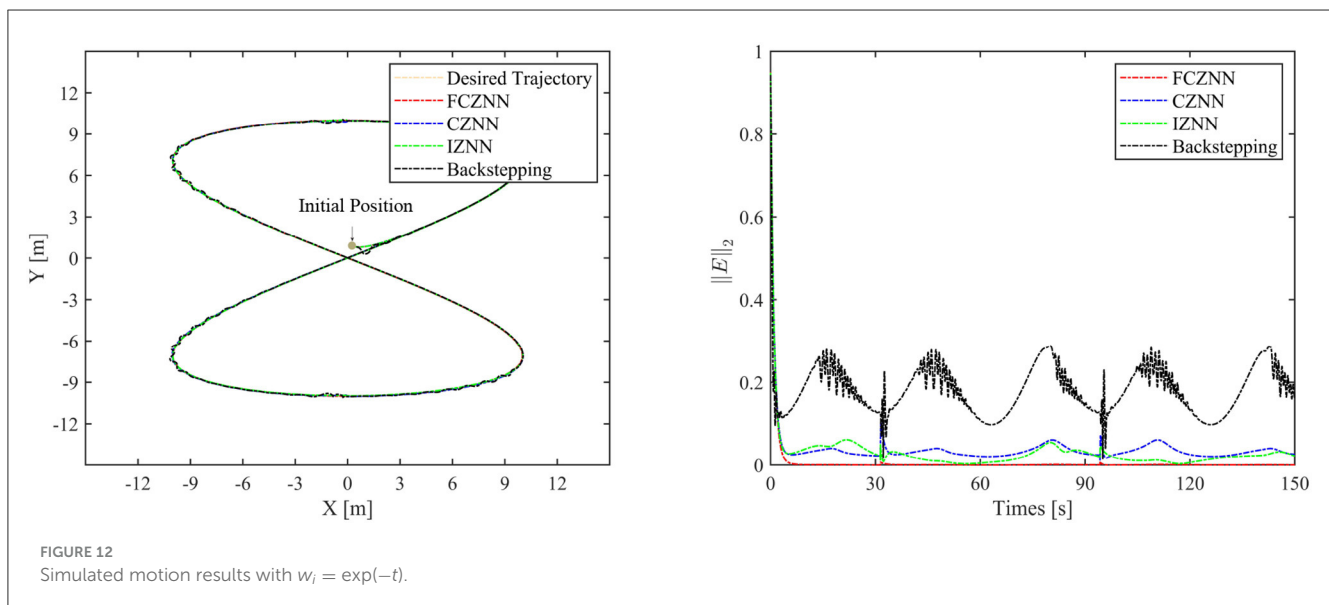 12
9
6
3
0
-3
-6
-9
-12
Y [m]
-12
-9
-6
-3
0
3
6
9
12
X [m]
Desired Trajectory
FCZNN
CZNN
IZNN
Backstepping
Initial Position
1
0.8
0.6
0.4
0.2
0
||E||₂
0
30
60
90
120
150
Times [s]
FCZNN
CZNN
IZNN
Backstepping
FIGURE 12
Simulated motion results with wᵢ = exp(−t).